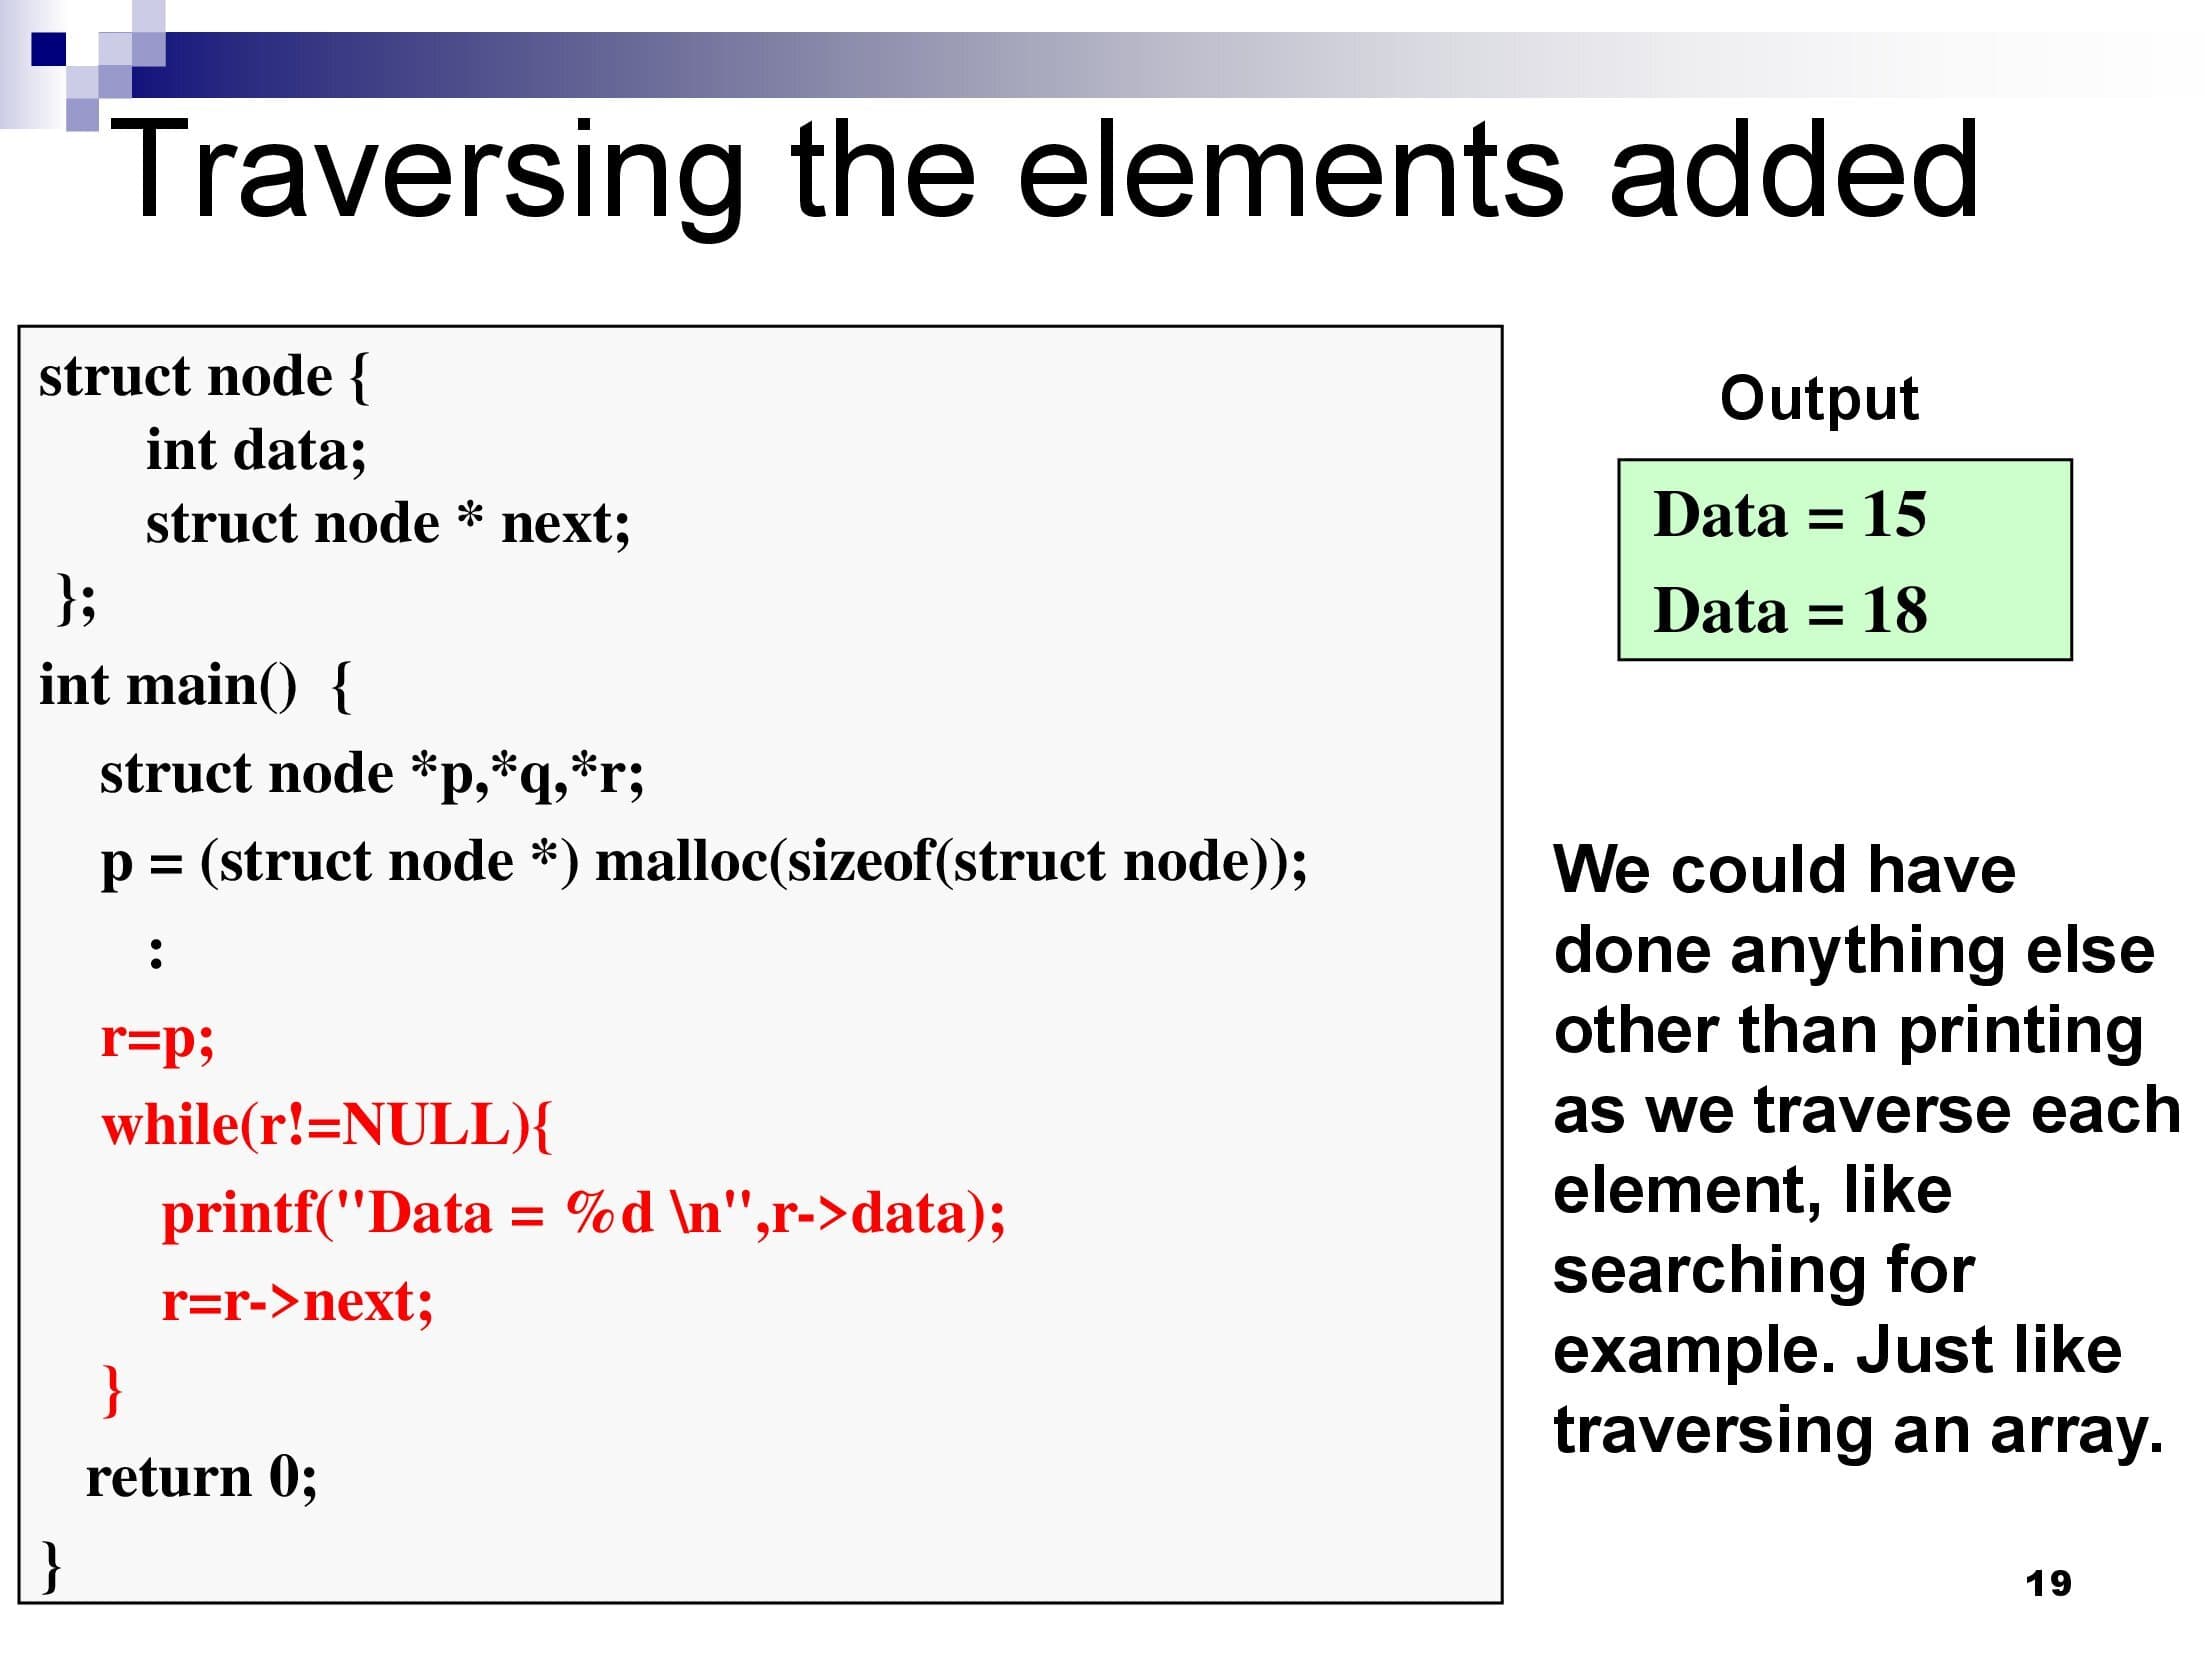 Traversing the elements added
struct node {
int data;
struct node * next;
};
int main()  {
struct node *p,*q,*r;
p = (struct node *) malloc(sizeof(struct node));
:
r=p;
while(r!=NULL){
printf("Data = %d \n",r->data);
r=r->next;
}
return 0;
}
Output
Data = 15
Data = 18
We could have
done anything else
other than printing
as we traverse each
element, like
searching for
example. Just like
traversing an array.
19